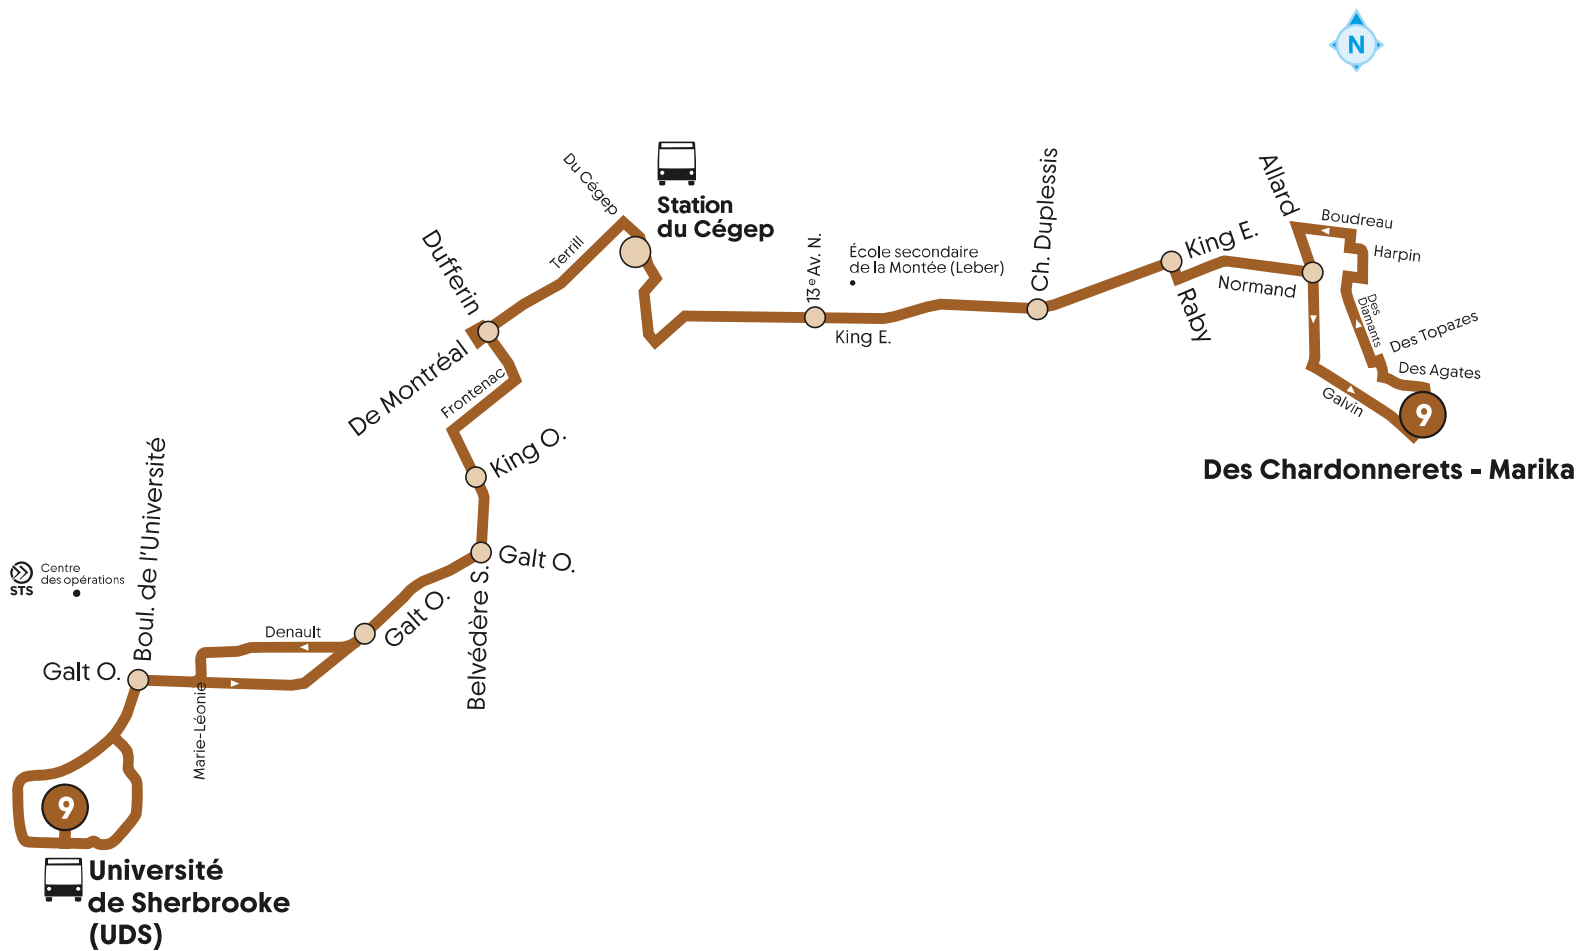 N
Du Cégep
Station
du Cégep
Terrill
Dufferin
De Montréal
Frontenac
King O.
Galt O.
Belvédère S.
Galt O.
Denault
Marie-Léonie
Boul. de l'Université
Galt O.
STS
Centre
des opérations
9
Université
de Sherbrooke
(UDS)
13e Av. N.
École secondaire
de la Montée (Leber)
King E.
Ch. Duplessis
King E.
Raby
Normand
Allard
Boudreau
Harpin
Des
Diamants
Des Topazes
Des Agates
Galvin
9
Des Chardonnerets - Marika